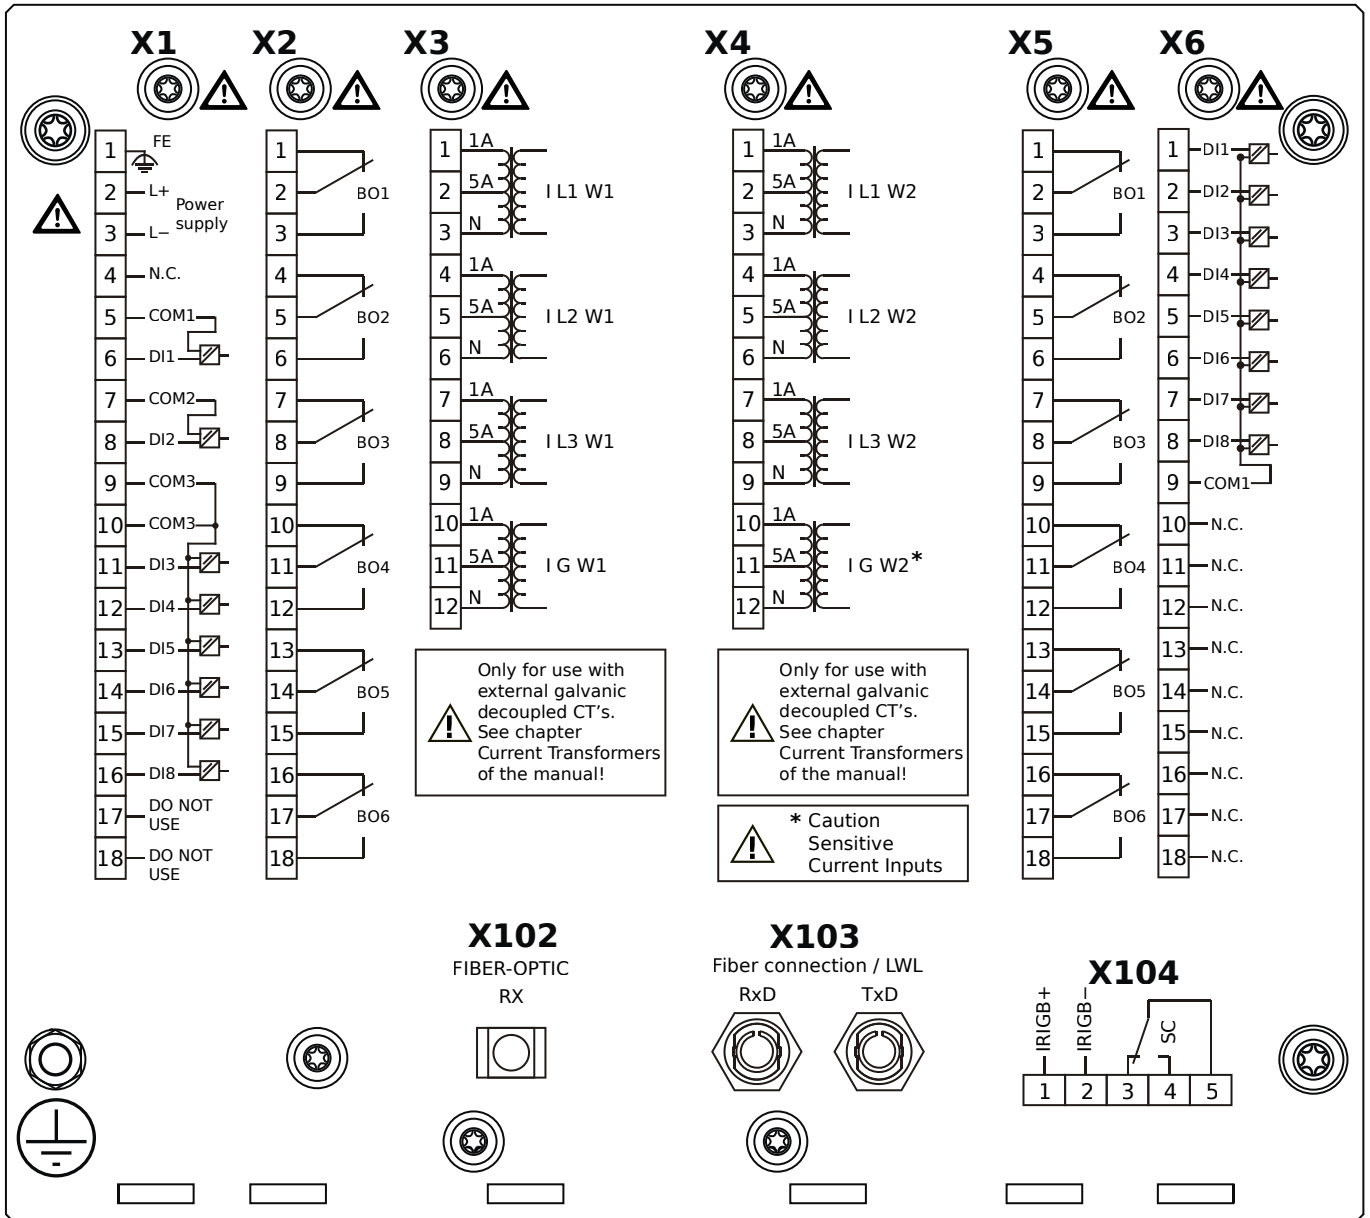 X1
X2
X3
X4
X5
X6
1 FE
2 L+
Power
supply
3 L−
4 N.C.
5 COM1
6 DI1
7 COM2
8 DI2
9 COM3
10 COM3
11 DI3
12 DI4
13 DI5
14 DI6
15 DI7
16 DI8
17 DO NOT
USE
18 DO NOT
USE
1
2 BO1
3
4
5 BO2
6
7
8 BO3
9
10
11 BO4
12
13
14 BO5
15
16
17 BO6
18
1 1A
2 5A I L1 W1
3 N
4 1A
5 5A I L2 W1
6 N
7 1A
8 5A I L3 W1
9 N
10 1A
11 5A I G W1
12 N
Only for use with
external galvanic
decoupled CT's.
See chapter
Current Transformers
of the manual!
1 1A
2 5A I L1 W2
3 N
4 1A
5 5A I L2 W2
6 N
7 1A
8 5A I L3 W2
9 N
10 1A
11 5A I G W2*
12 N
Only for use with
external galvanic
decoupled CT's.
See chapter
Current Transformers
of the manual!
* Caution
Sensitive
Current Inputs
1
2 BO1
3
4
5 BO2
6
7
8 BO3
9
10
11 BO4
12
13
14 BO5
15
16
17 BO6
18
1 DI1
2 DI2
3 DI3
4 DI4
5 DI5
6 DI6
7 DI7
8 DI8
9 COM1
10 N.C.
11 N.C.
12 N.C.
13 N.C.
14 N.C.
15 N.C.
16 N.C.
17 N.C.
18 N.C.
X102
FIBER-OPTIC
RX
X103
Fiber connection / LWL
RxD TxD
X104
IRIGB+
IRIGB−
SC
1 2 3 4 5